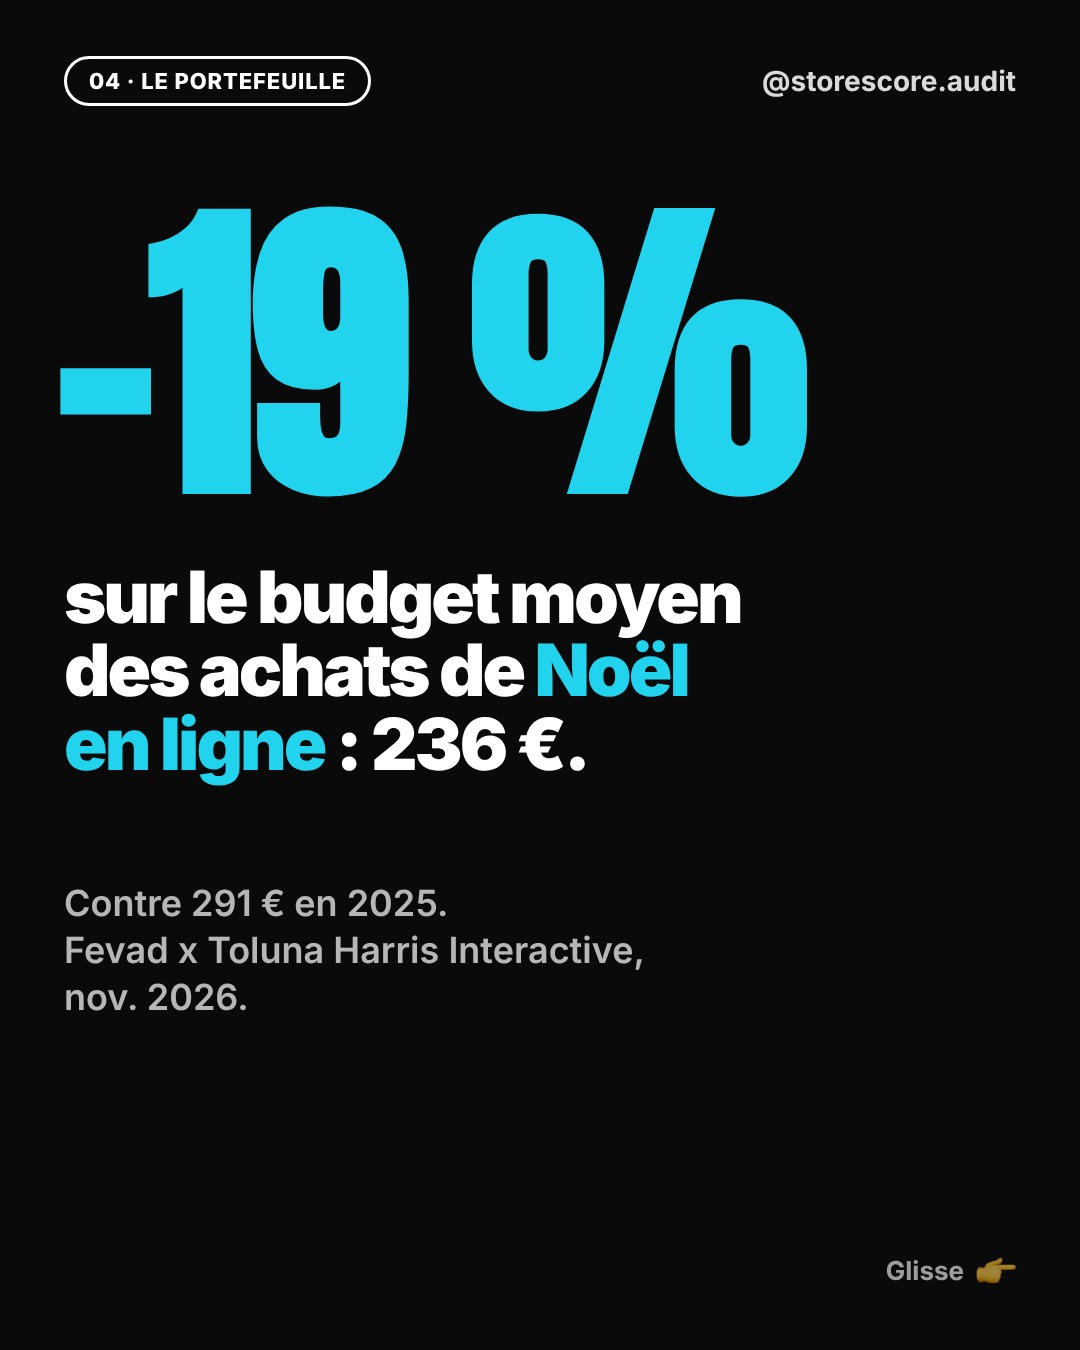 04 · LE PORTEFEUILLE
@storescore.audit
-19 %
sur le budget moyen
des achats de Noël
en ligne : 236 €.
Contre 291 € en 2025.
Fevad x Toluna Harris Interactive,
nov. 2026.
Glisse 👉